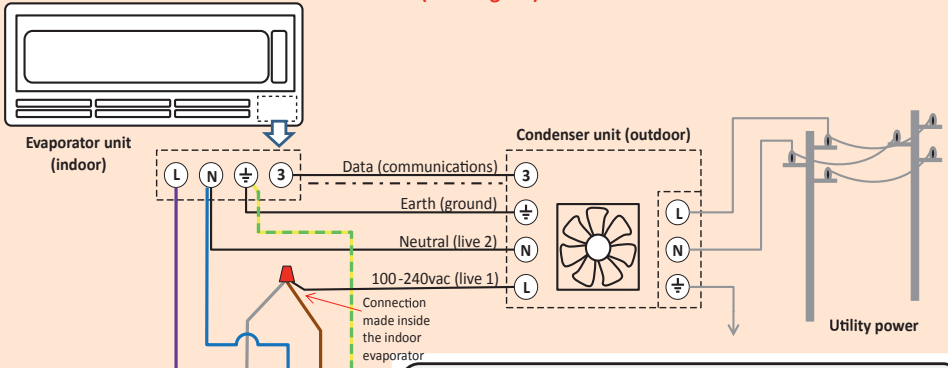 Evaporator unit
(indoor)
Condenser unit (outdoor)
L N 3
Data (communications)
3
Earth (ground)
L
Neutral (live 2)
N
N
100-240vac (live 1)
L
Connection
made inside
the indoor
evaporator
Utility power